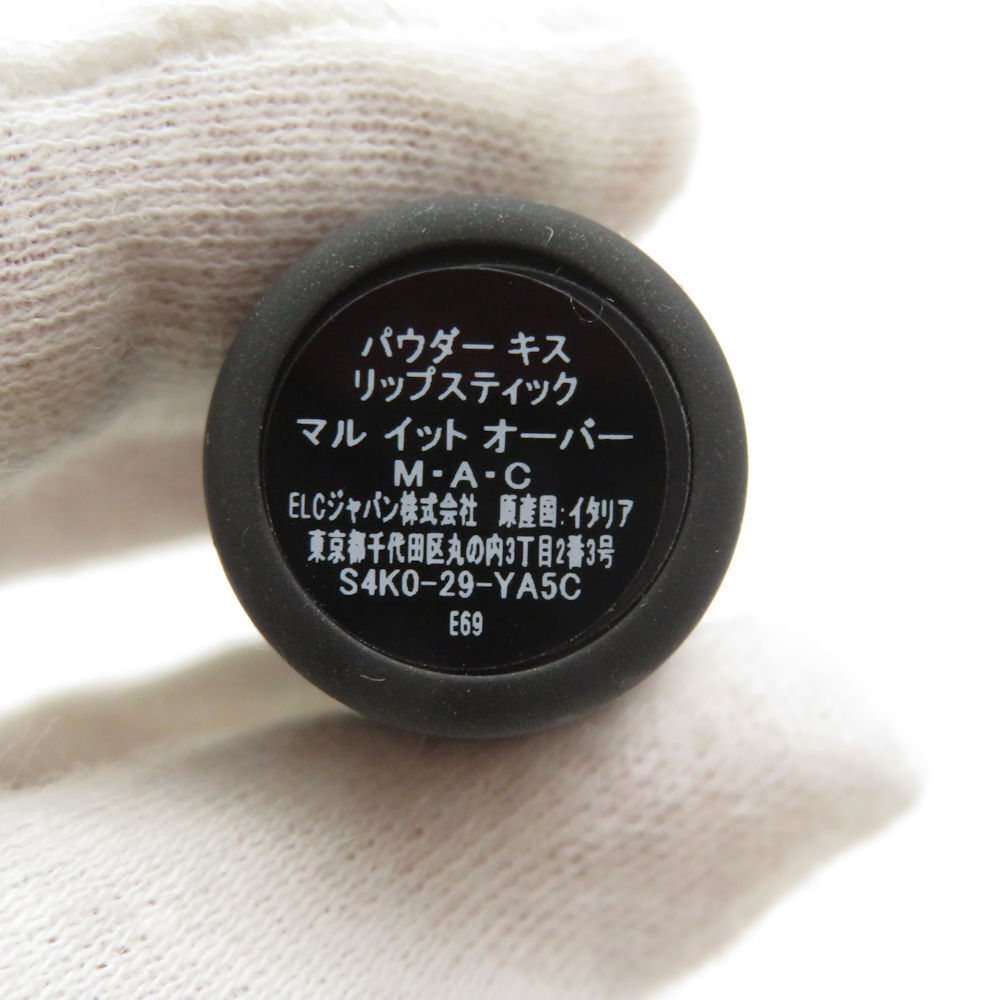 パウダー キス
リップスティック
マル イット オーバー
M・A・C
ELCジャパン株式会社 原産国:イタリア
東京都千代田区丸の内3丁目2番3号
S4K0-29-YA5C
E69